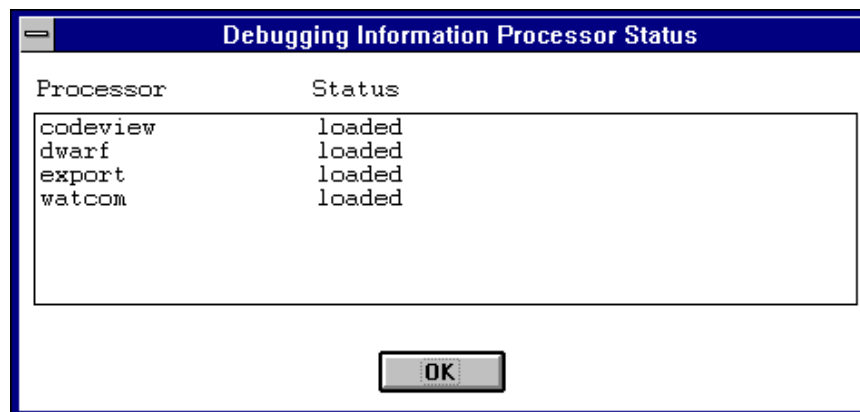 Debugging Information Processor Status
Processor Status
codeview loaded
dwarf loaded
export loaded
watcom loaded
OK